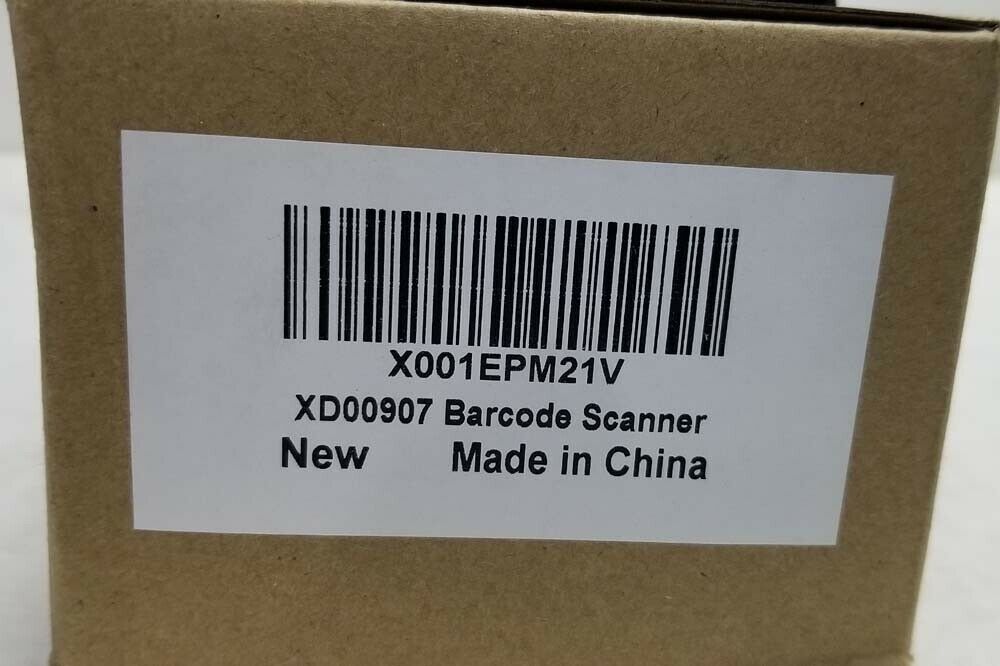 X001EPM21V
XD00907 Barcode Scanner
New Made in China